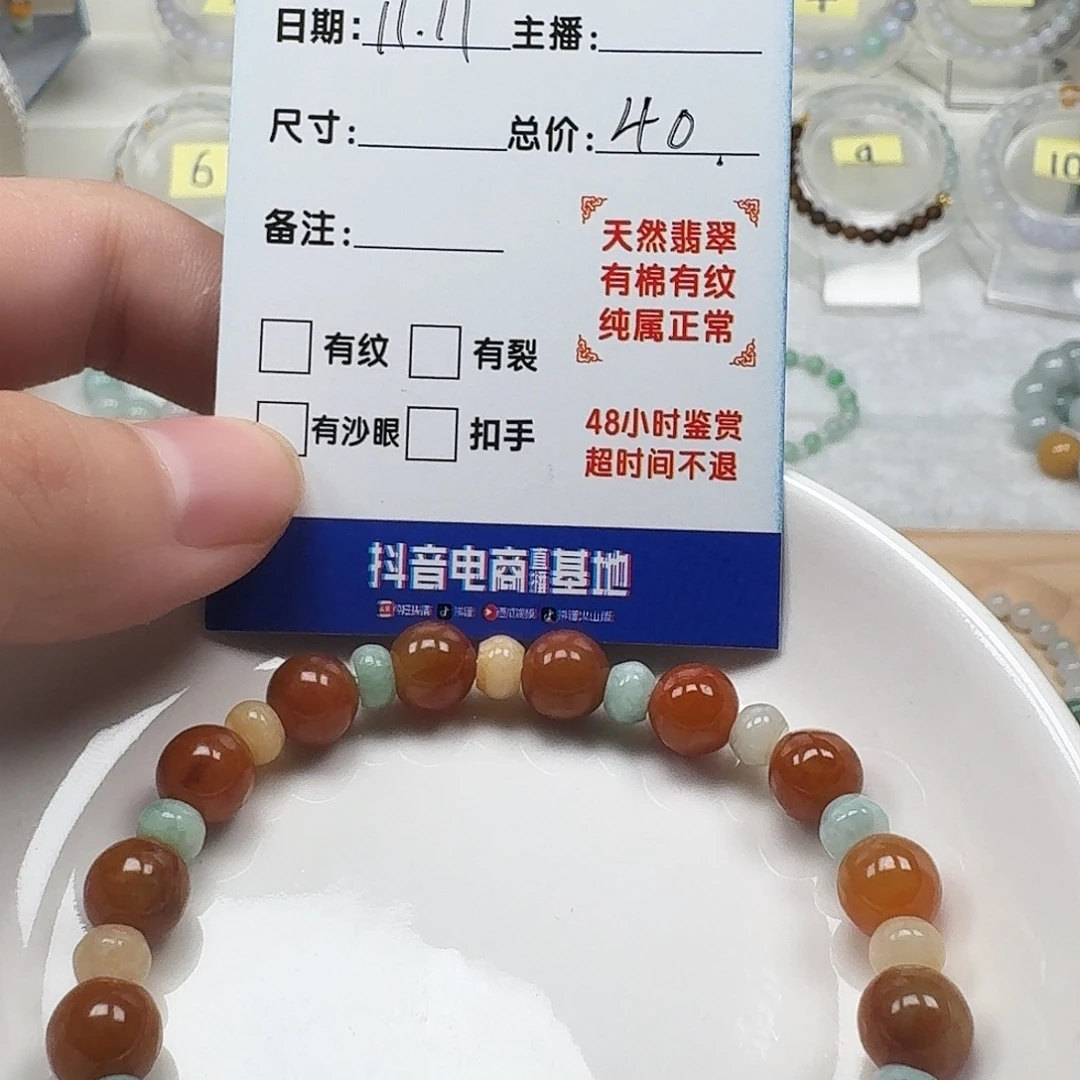 日期: 11.11 主播:
尺寸: 总价: 40
备注:
天然翡翠
有棉有纹
纯属正常
有纹 有裂
有沙眼 扣手
48小时鉴赏
超时间不退
抖音电商直播基地
6
9
10